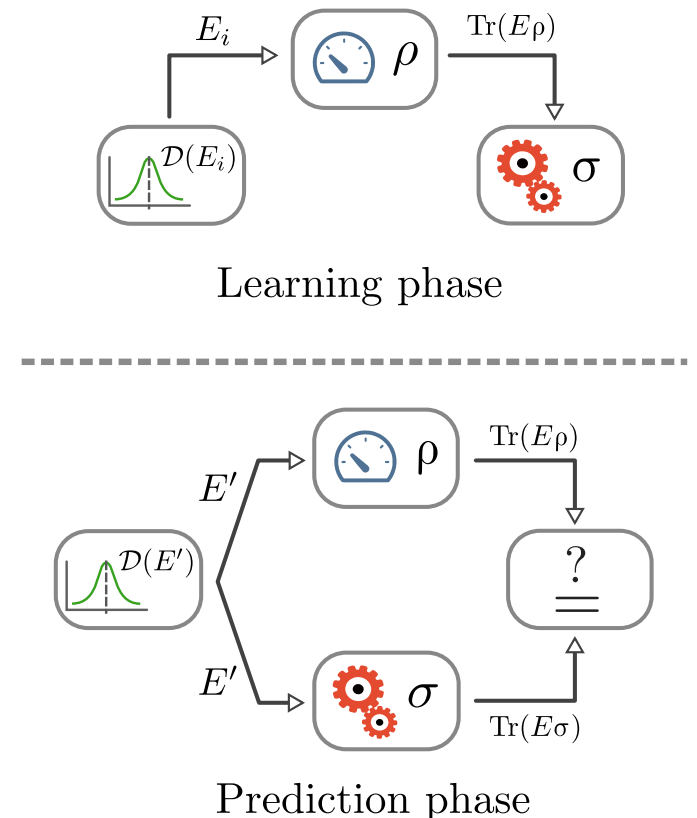 E_i
ρ
Tr(Eρ)
𝒟(E_i)
σ
Learning phase
E′
ρ
Tr(Eρ)
𝒟(E′)
?
=
E′
σ
Tr(Eσ)
Prediction phase